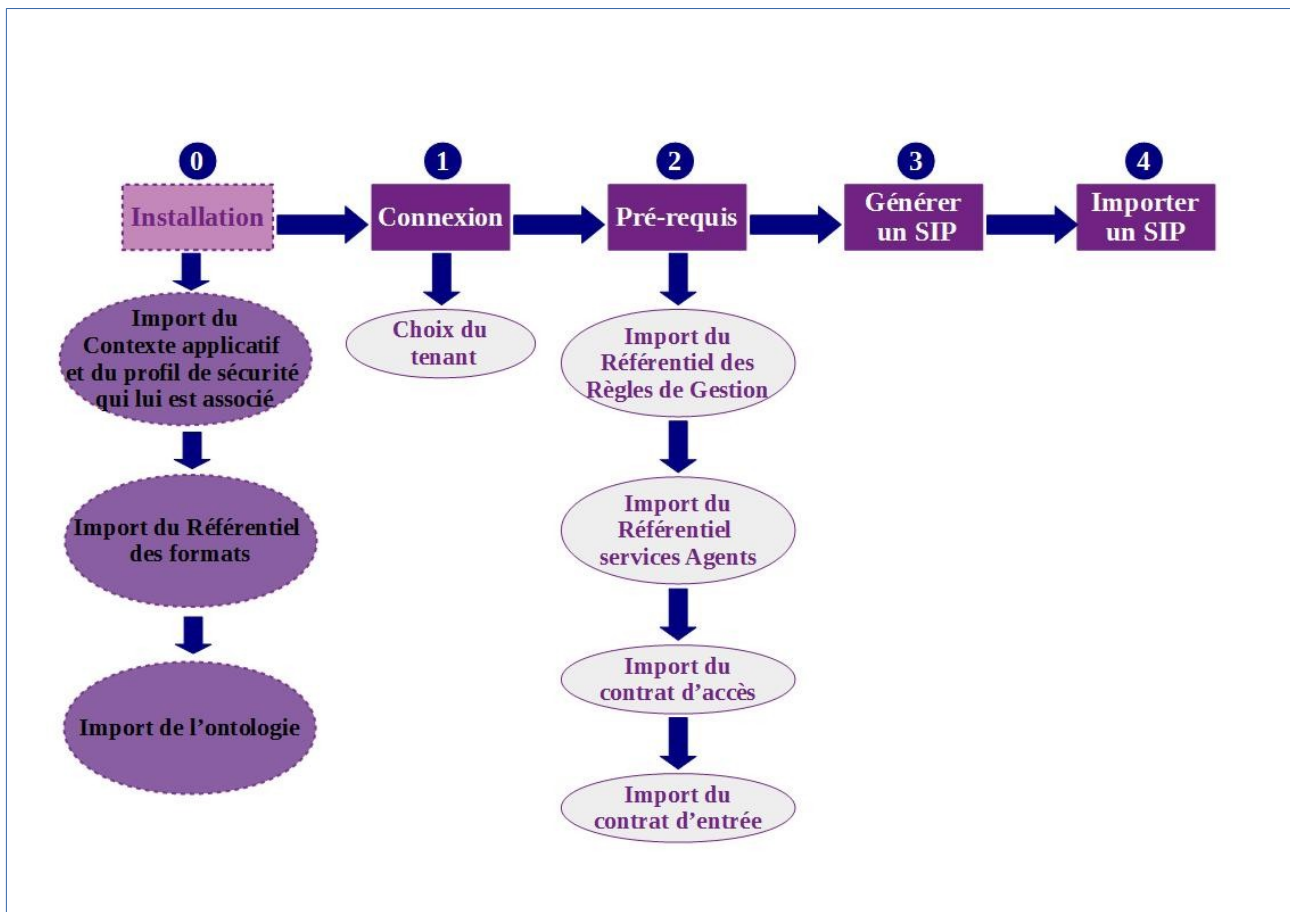 0
Installation
Import du
Contexte applicatif
et du profil de sécurité
qui lui est associé
Import du Référentiel
des formats
Import de l’ontologie
1
Connexion
Choix du
tenant
2
Pré-requis
Import du
Référentiel des
Règles de Gestion
Import du
Référentiel
services Agents
Import du
contrat d’accès
Import du
contrat d’entrée
3
Générer
un SIP
4
Importer
un SIP